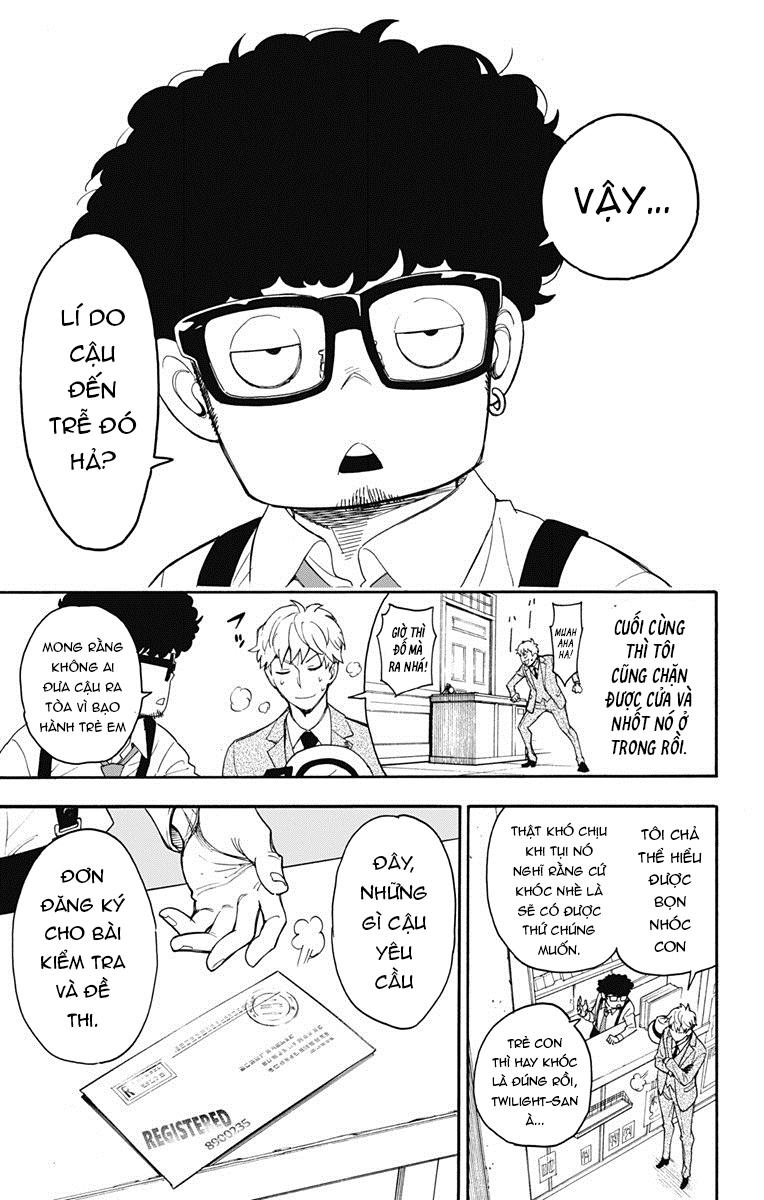 VẬY...
LÍ DO
CẬU
ĐẾN
TRỄ ĐÓ
HẢ?
CUỐI CÙNG
THÌ TÔI
CŨNG CHẶN
ĐƯỢC CỬA VÀ
NHỐT NÓ Ở
TRONG RỒI.
MUAH
AHA
HA!
GIỜ THÌ
ĐỐ MÀ
RA NHÁ!
MONG RẰNG
KHÔNG AI
ĐƯA CẬU RA
TÒA VÌ BẠO
HÀNH TRẺ EM
TÔI CHẢ
THỂ HIỂU
ĐƯỢC
BỌN
NHÓC
CON
THẬT KHÓ CHỊU
KHI TỤI NÓ
NGHĨ RẰNG CỨ
KHÓC NHÈ LÀ
SẼ CÓ ĐƯỢC
THỨ CHÚNG
MUỐN.
TRẺ CON
THÌ HAY KHÓC
LÀ ĐÚNG RỒI,
TWILIGHT-SAN
À...
ĐÂY,
NHỮNG
GÌ CẬU
YÊU
CẦU
ĐƠN
ĐĂNG KÝ
CHO BÀI
KIỂM TRA
VÀ ĐỀ
THI.
REGISTERED
8900235